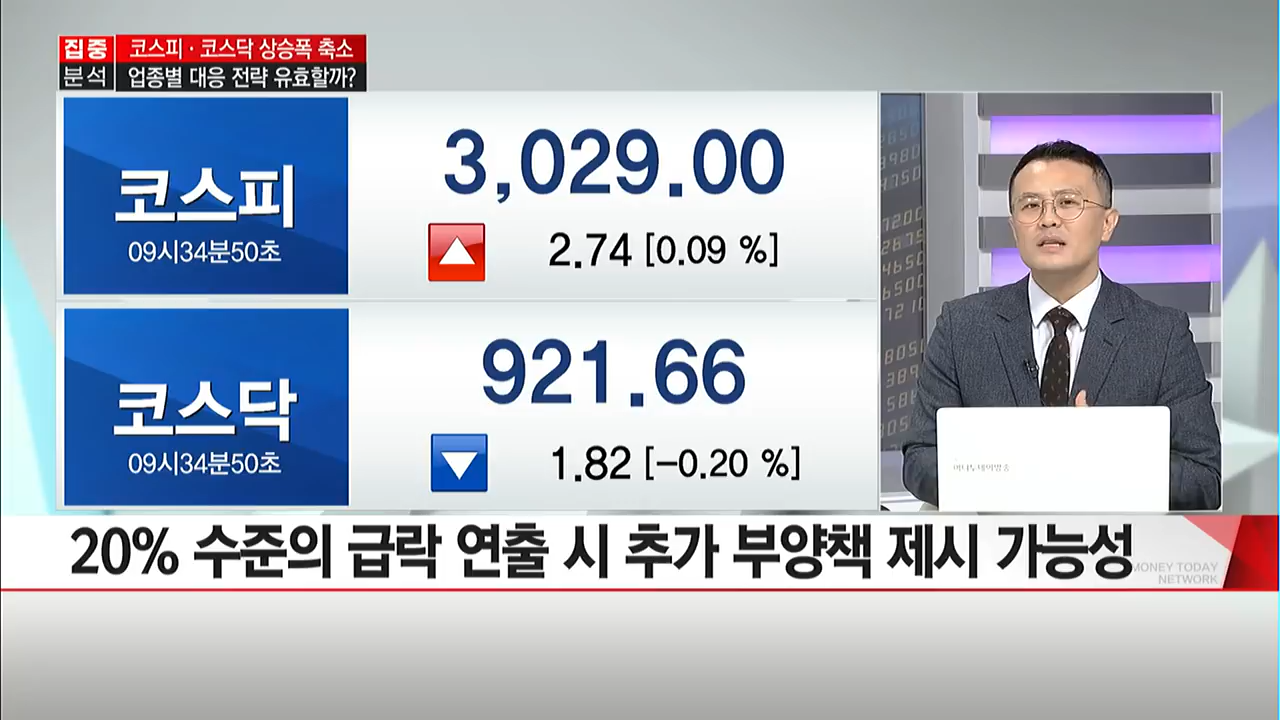 집중
분석
코스피·코스닥 상승폭 축소
업종별 대응 전략 유효할까?
코스피
09시34분50초
3,029.00
▲ 2.74 [0.09 %]
코스닥
09시34분50초
921.66
▼ 1.82 [-0.20 %]
20% 수준의 급락 연출 시 추가 부양책 제시 가능성
MONEY TODAY
NETWORK